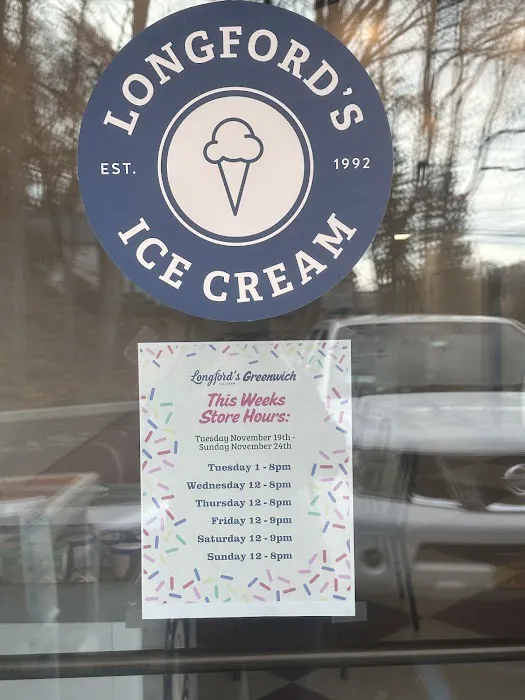 LONGFORD'S
EST. 1992
ICE CREAM
Longford's Greenwich
This Weeks
Store Hours:
Tuesday November 19th -
Sunday November 24th
Tuesday 1 - 8pm
Wednesday 12 - 8pm
Thursday 12 - 8pm
Friday 12 - 9pm
Saturday 12 - 9pm
Sunday 12 - 8pm